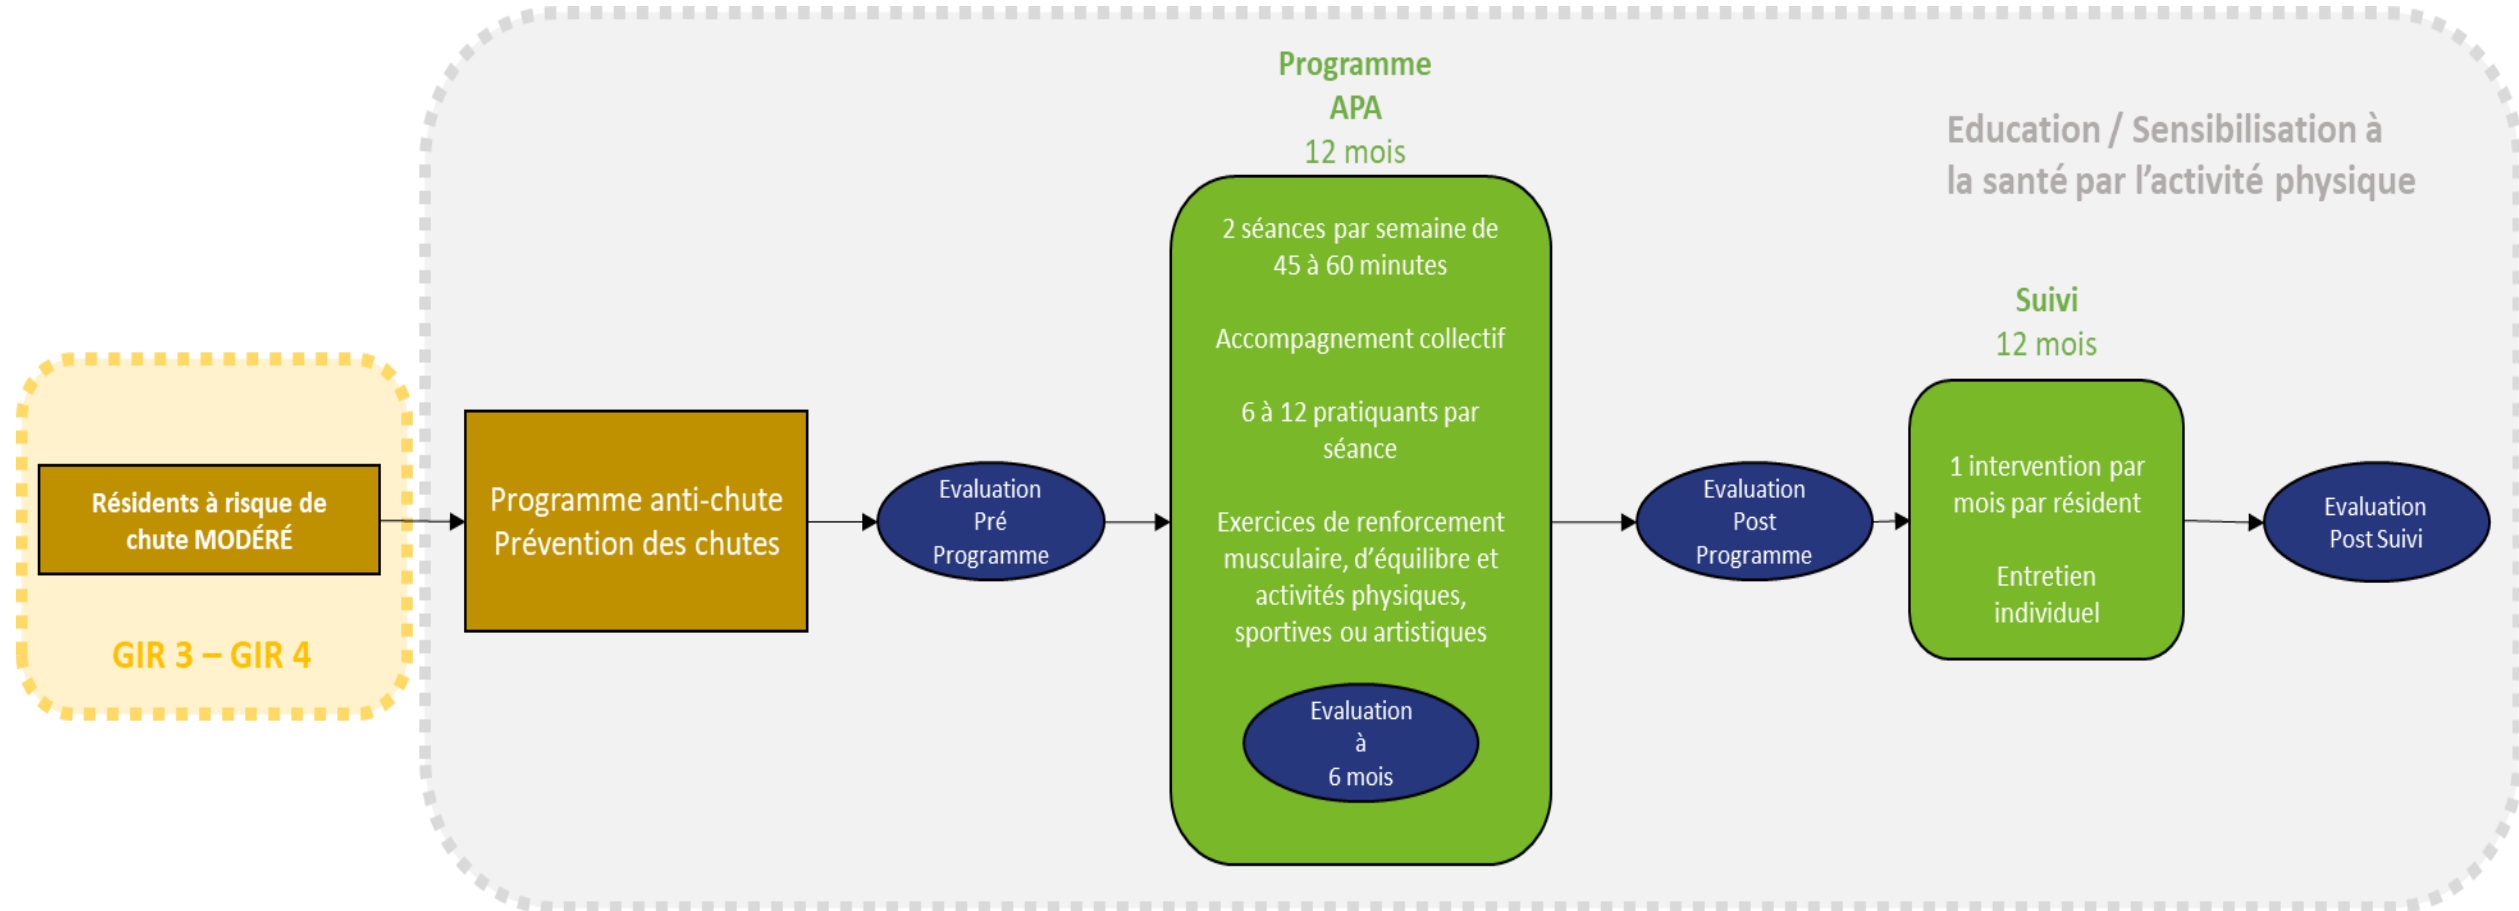 Résidents à risque de
chute MODÉRÉ
GIR 3 – GIR 4
Programme anti-chute
Prévention des chutes
Evaluation
Pré
Programme
Programme
APA
12 mois
2 séances par semaine de
45 à 60 minutes
Accompagnement collectif
6 à 12 pratiquants par
séance
Exercices de renforcement
musculaire, d’équilibre et
activités physiques,
sportives ou artistiques
Evaluation
à
6 mois
Evaluation
Post
Programme
Education / Sensibilisation à
la santé par l’activité physique
Suivi
12 mois
1 intervention par
mois par résident
Entretien
individuel
Evaluation
Post Suivi